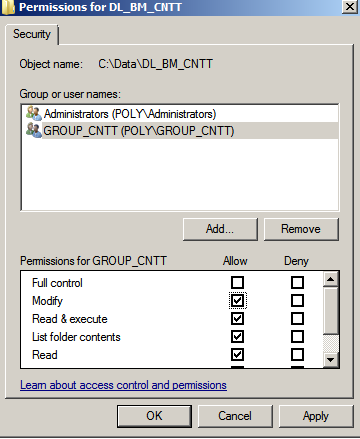 Permissions for DL_BM_CNTT
Security
Object name: C:\Data\DL_BM_CNTT
Group or user names:
Administrators (POLY\Administrators)
GROUP_CNTT (POLY\GROUP_CNTT)
Add... Remove
Permissions for GROUP_CNTT Allow Deny
Full control
Modify
Read & execute
List folder contents
Read
Learn about access control and permissions
OK Cancel Apply